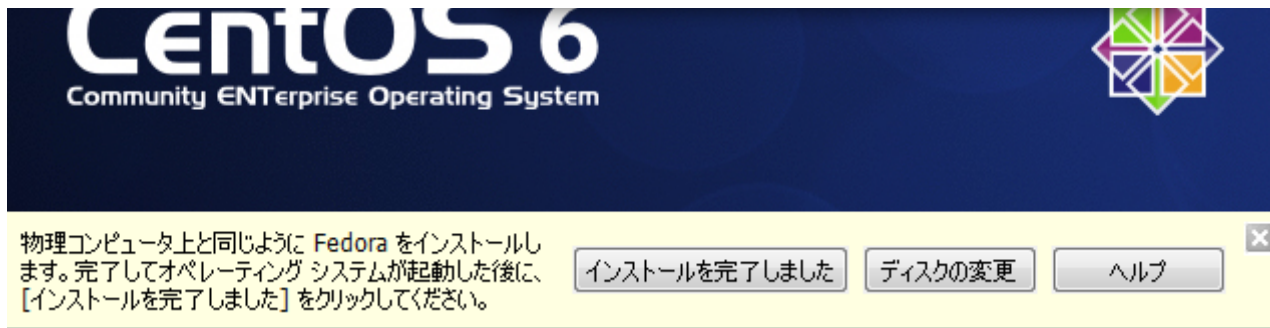 CentOS 6
Community ENTerprise Operating System
物理コンピュータ上と同じように Fedora をインストールし
ます。完了してオペレーティング システムが起動した後に、
[インストールを完了しました] をクリックしてください。
インストールを完了しました
ディスクの変更
ヘルプ